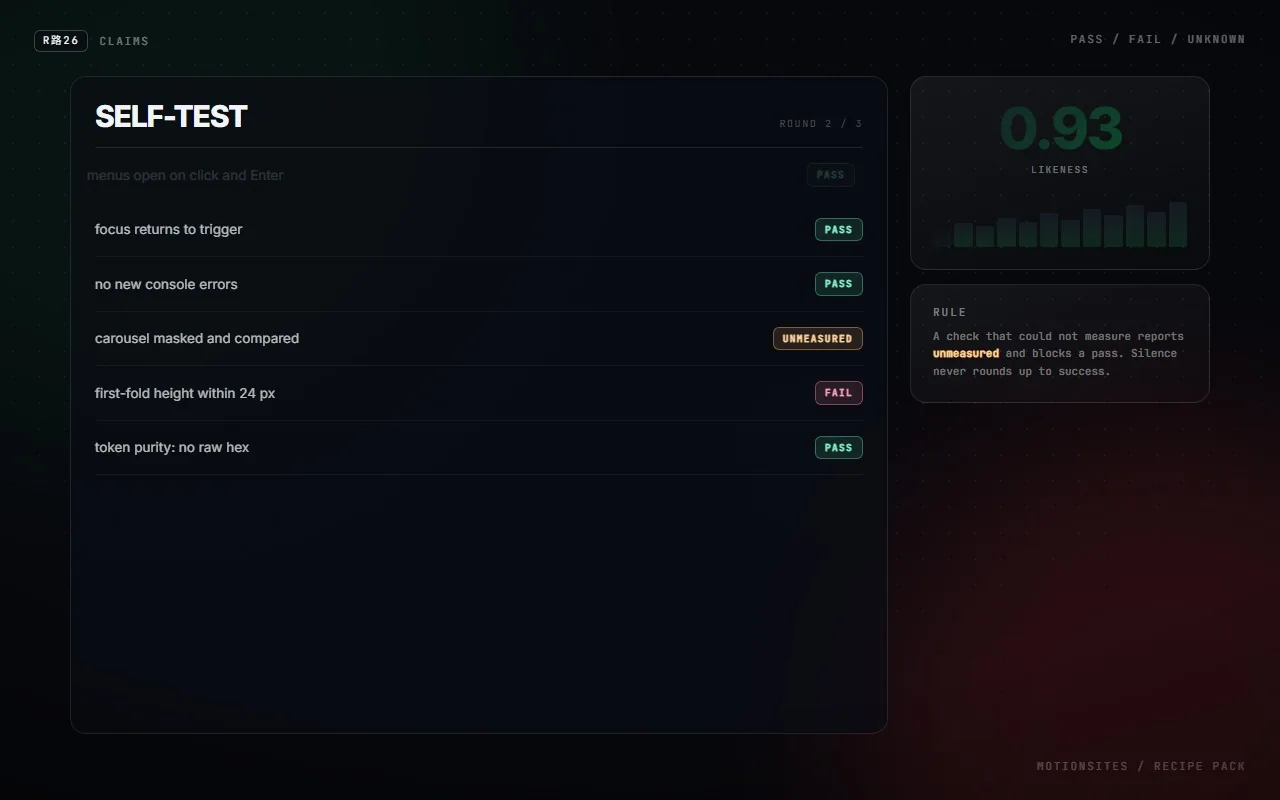 R路26 CLAIMS
PASS / FAIL / UNKNOWN
SELF-TEST
ROUND 2 / 3
menus open on click and Enter PASS
focus returns to trigger PASS
no new console errors PASS
carousel masked and compared UNMEASURED
first-fold height within 24 px FAIL
token purity: no raw hex PASS
0.93
LIKENESS
RULE
A check that could not measure reports
unmeasured and blocks a pass. Silence
never rounds up to success.
MOTIONSITES / RECIPE PACK